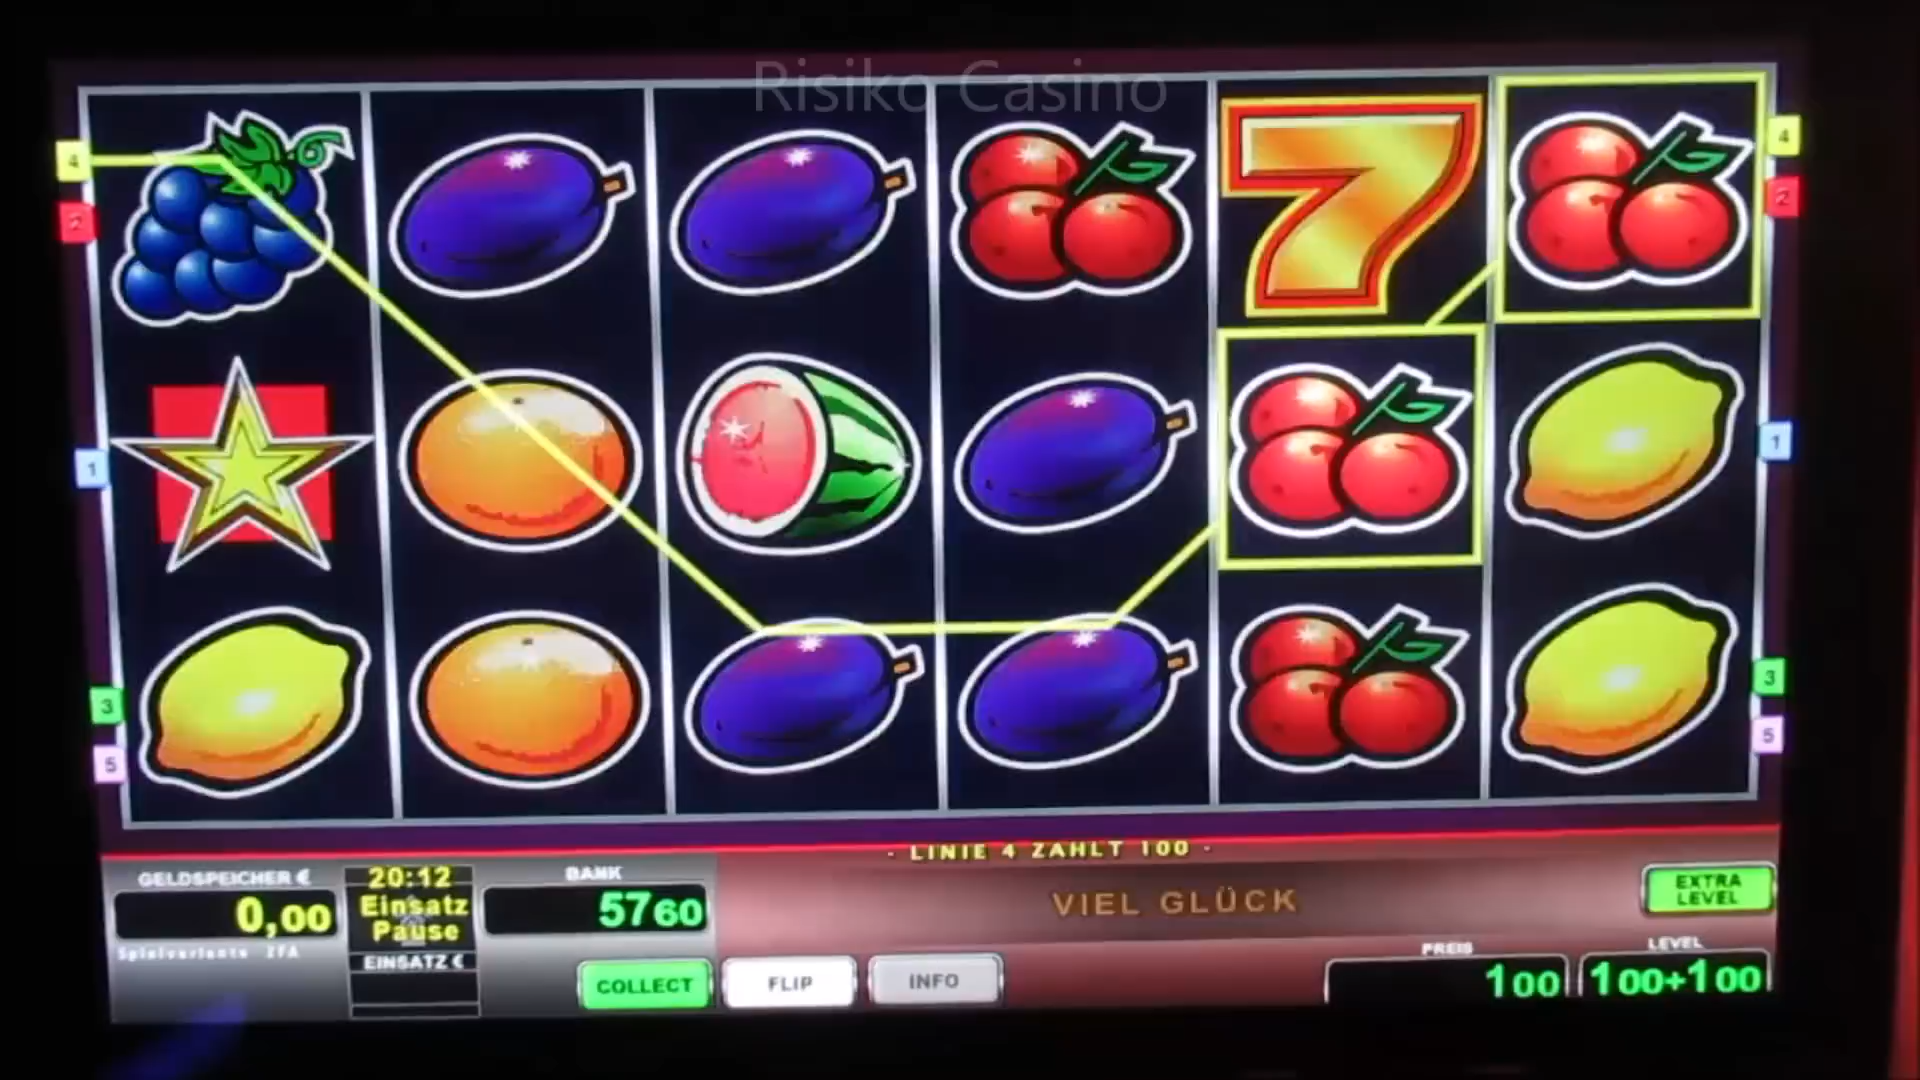 Risiko Casino
4
4
2
2
1
1
3
3
5
5
- LINIE 4 ZAHLT 100 -
GELDSPEICHER €
0,00
Spielvariante ZFA
20:12
Einsatz
Pause
EINSATZ €
BANK
5760
VIEL GLÜCK
EXTRA
LEVEL
COLLECT
FLIP
INFO
PREIS
100
LEVEL
100+100